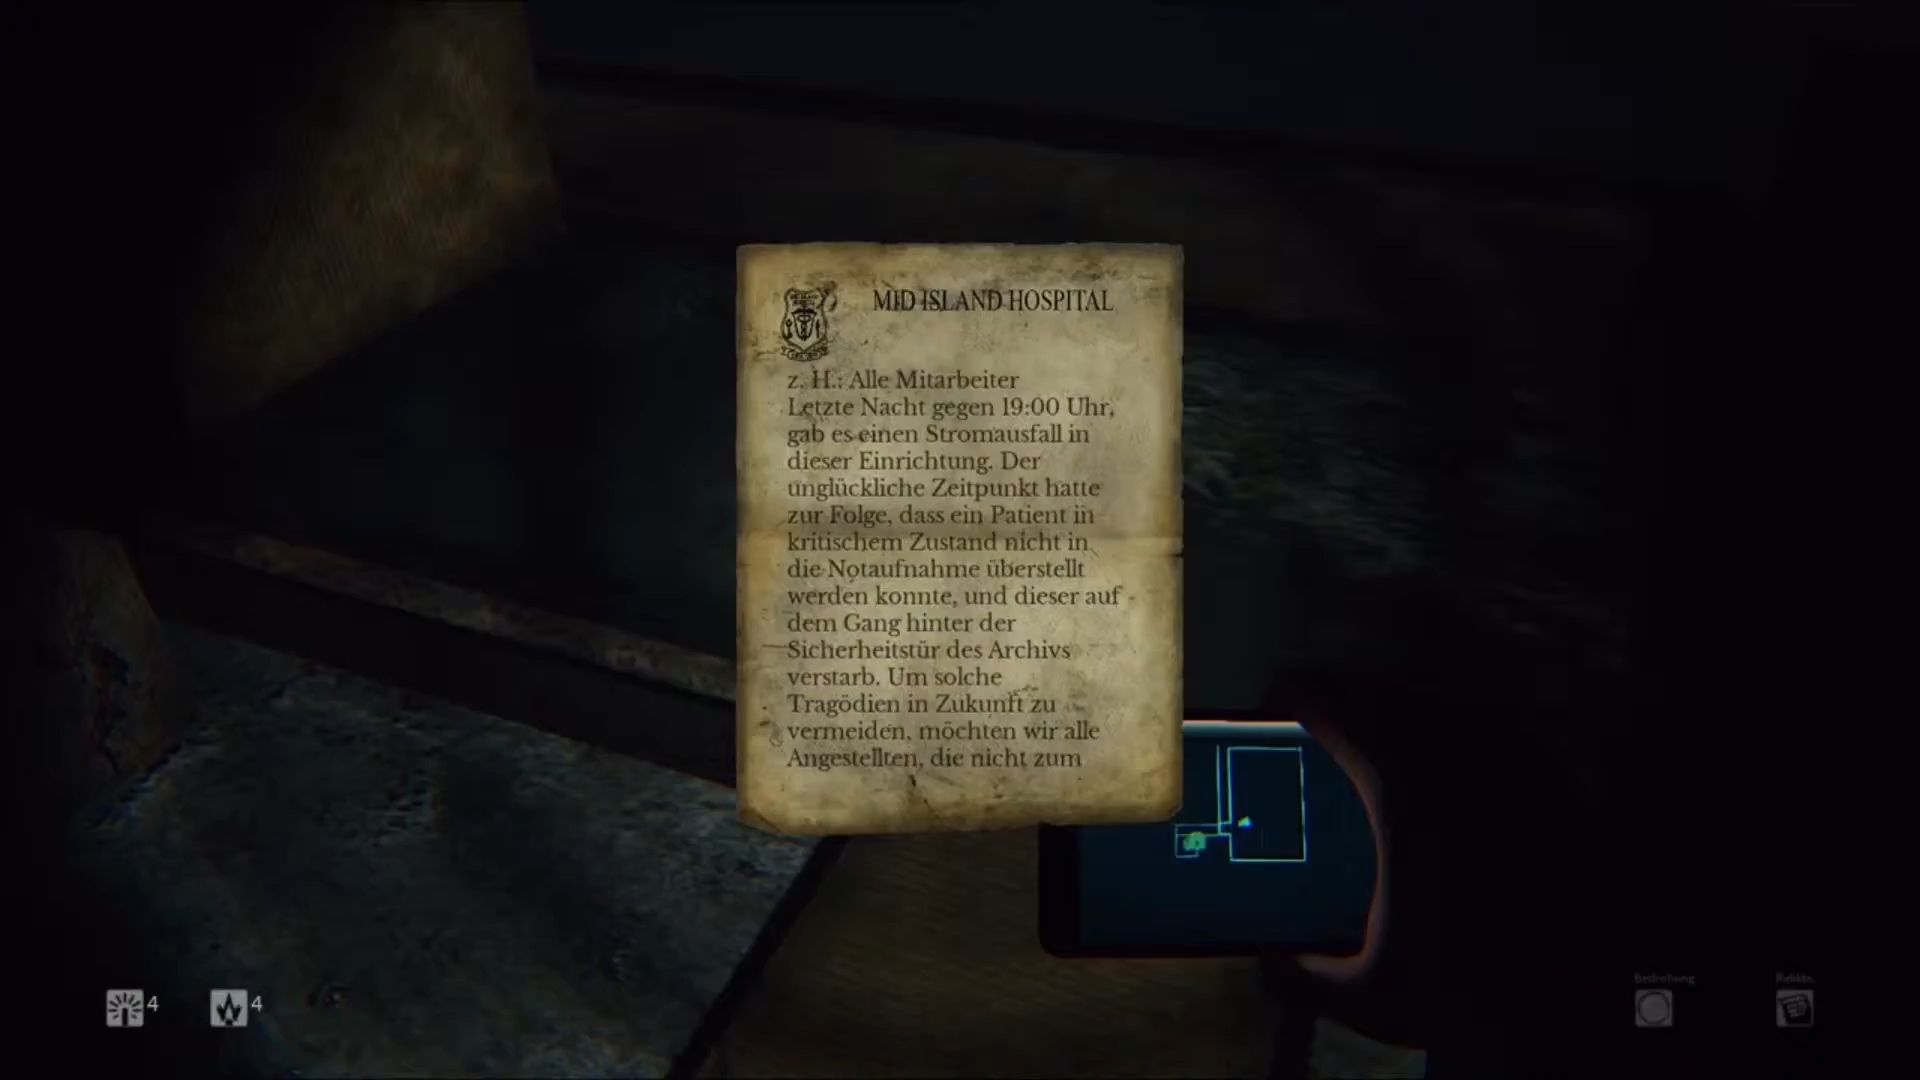 MID ISLAND HOSPITAL
z. H.: Alle Mitarbeiter
Letzte Nacht gegen 19:00 Uhr,
gab es einen Stromausfall in
dieser Einrichtung. Der
unglückliche Zeitpunkt hatte
zur Folge, dass ein Patient in
kritischem Zustand nicht in
die Notaufnahme überstellt
werden konnte, und dieser auf
dem Gang hinter der
Sicherheitstür des Archivs
verstarb. Um solche
Tragödien in Zukunft zu
vermeiden, möchten wir alle
Angestellten, die nicht zum
4 4
Bedrohung Relikte